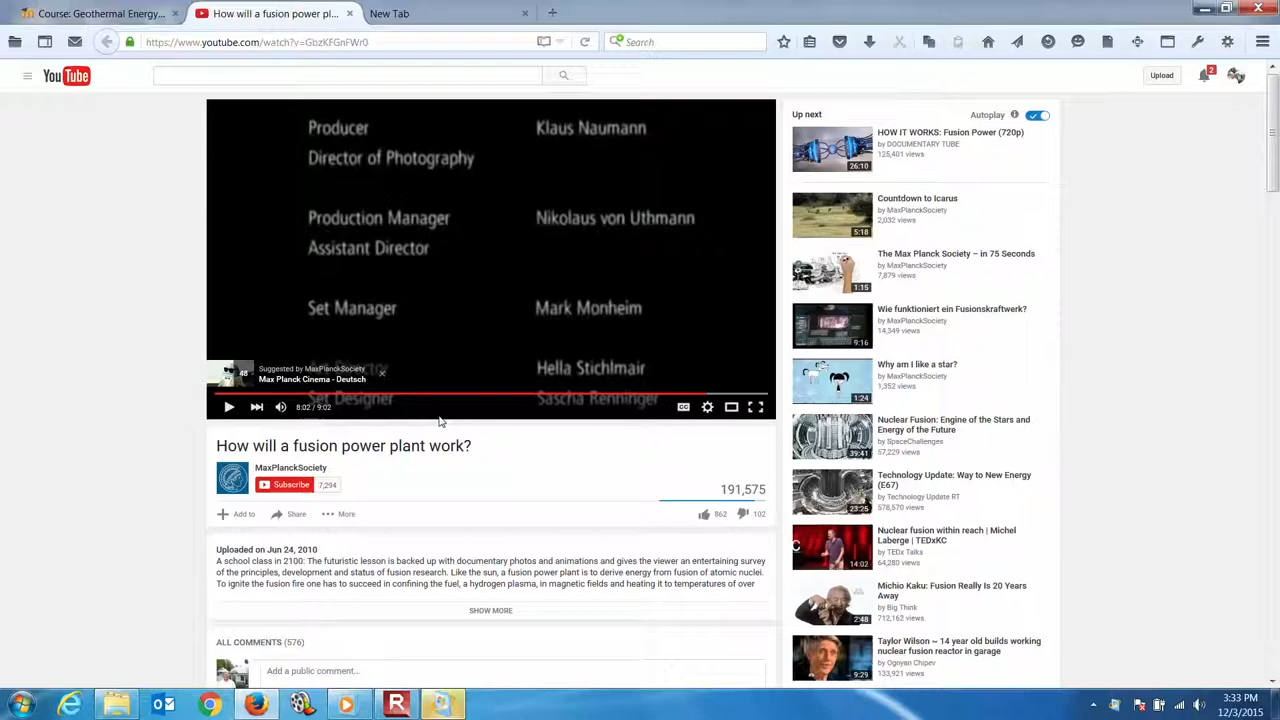 Course: Geothermal Energy...
How will a fusion power pl...
New Tab
https://www.youtube.com/watch?v=GbzKFGnFWr0
Search
YouTube
Upload
2
Producer Klaus Naumann
Director of Photography
Production Manager Nikolaus von Uthmann
Assistant Director
Set Manager Mark Monheim
Hella Stichlmair
Set Designer Sascha Renninger
48
Suggested by MaxPlanckSociety
Max Planck Cinema - Deutsch
8:02 / 9:02
CC
How will a fusion power plant work?
MaxPlanckSociety
Subscribe 7,294
191,575
Add to Share More
862 102
Uploaded on Jun 24, 2010
A school class in 2100: The futuristic lesson is backed up with documentary photos and animations and gives the viewer an entertaining survey
of the principles, development and status of fusion research. Like the sun, a fusion power plant is to derive energy from fusion of atomic nuclei.
To ignite the fusion fire one has to succeed in confining the fuel, a hydrogen plasma, in magnetic fields and heating it to temperatures of over
SHOW MORE
ALL COMMENTS (576)
Add a public comment...
Up next
Autoplay
HOW IT WORKS: Fusion Power (720p)
by DOCUMENTARY TUBE
125,401 views
26:10
Countdown to Icarus
by MaxPlanckSociety
2,032 views
5:18
The Max Planck Society – in 75 Seconds
by MaxPlanckSociety
7,879 views
1:15
Wie funktioniert ein Fusionskraftwerk?
by MaxPlanckSociety
14,349 views
9:16
Why am I like a star?
by MaxPlanckSociety
1,352 views
1:24
Nuclear Fusion: Engine of the Stars and
Energy of the Future
by SpaceChallenges
57,229 views
39:41
Technology Update: Way to New Energy
(E67)
by Technology Update RT
578,570 views
23:25
Nuclear fusion within reach | Michel
Laberge | TEDxKC
by TEDx Talks
64,280 views
14:02
Michio Kaku: Fusion Really Is 20 Years
Away
by Big Think
712,162 views
2:48
Taylor Wilson ~ 14 year old builds working
nuclear fusion reactor in garage
by Ognyan Chipev
133,921 views
9:29
3:33 PM
12/3/2015